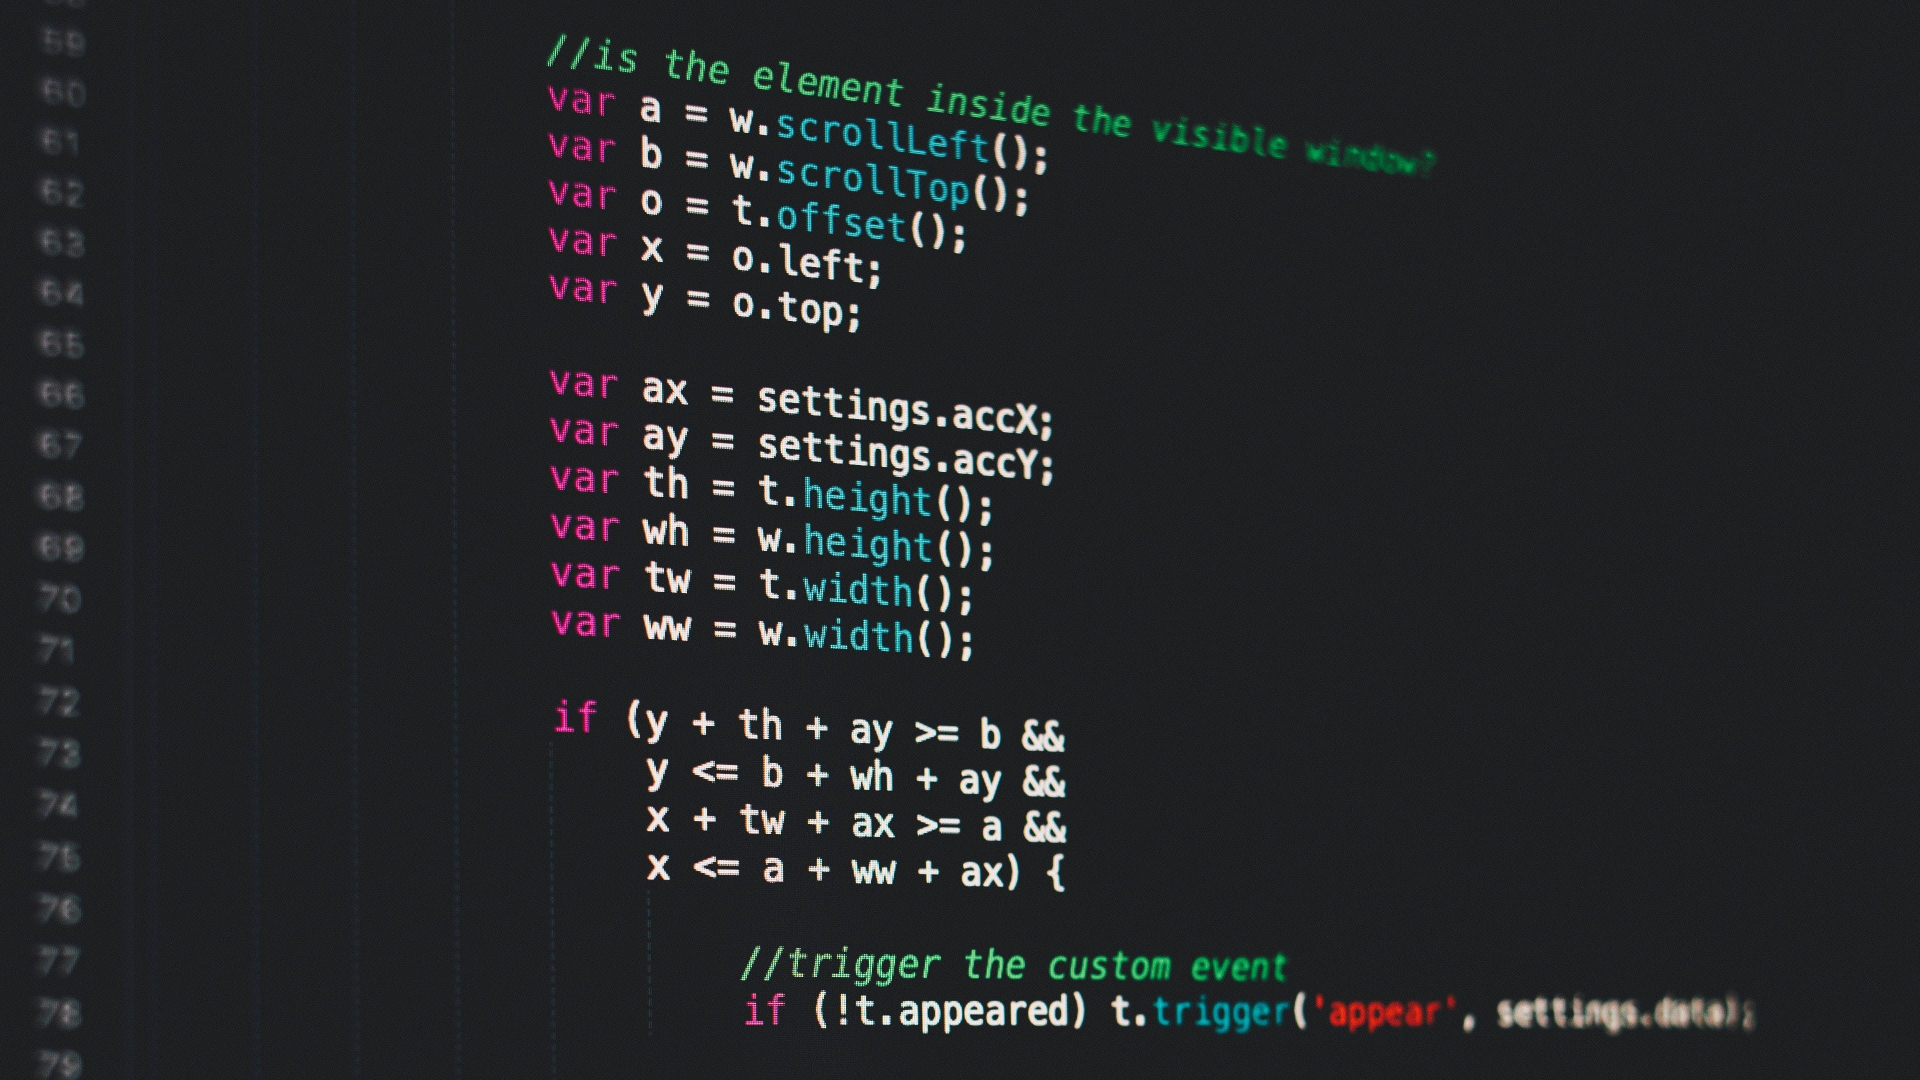 59
60
61
62
63
64
65
66
67
68
69
70
71
72
73
74
75
76
77
78
79
//is the element inside the visible window?
var a = w.scrollLeft();
var b = w.scrollTop();
var o = t.offset();
var x = o.left;
var y = o.top;
var ax = settings.accX;
var ay = settings.accY;
var th = t.height();
var wh = w.height();
var tw = t.width();
var ww = w.width();
if (y + th + ay >= b &&
y <= b + wh + ay &&
x + tw + ax >= a &&
x <= a + ww + ax) {
//trigger the custom event
if (!t.appeared) t.trigger('appear', settings.data);